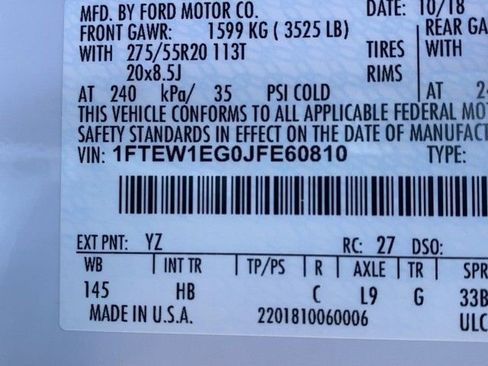 MFD. BY FORD MOTOR CO. DATE: 10/18
FRONT GAWR: 1599 KG ( 3525 LB) REAR GA
WITH 275/55R20 113T TIRES WITH
20x8.5J RIMS
AT 240 kPa/ 35 PSI COLD AT 24
THIS VEHICLE CONFORMS TO ALL APPLICABLE FEDERAL MOT
SAFETY STANDARDS IN EFFECT ON THE DATE OF MANUFACT
VIN: 1FTEW1EG0JFE60810 TYPE:
EXT PNT: YZ RC: 27 DSO:
WB INT TR TP/PS R AXLE TR SPR
145 HB C L9 G 33B
MADE IN U.S.A. 2201810060006 ULC